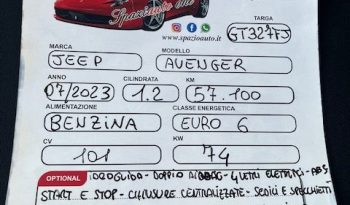 Spazioauto one
www.spazioauto.it
TARGA
GT327FJ
MARCA MODELLO
JEEP AVENGER
ANNO CILINDRATA KM
07/2023 1.2 57.100
ALIMENTAZIONE CLASSE ENERGETICA
BENZINA EURO 6
CV KW
101 74
OPTIONAL IDROGUIDA - DOPPIO AIRBAG - 4 VETRI ELETTRICI - ABS
START E STOP - CHIUSURE CENTRALIZZATE - SEDILI E SPECCHIETTI